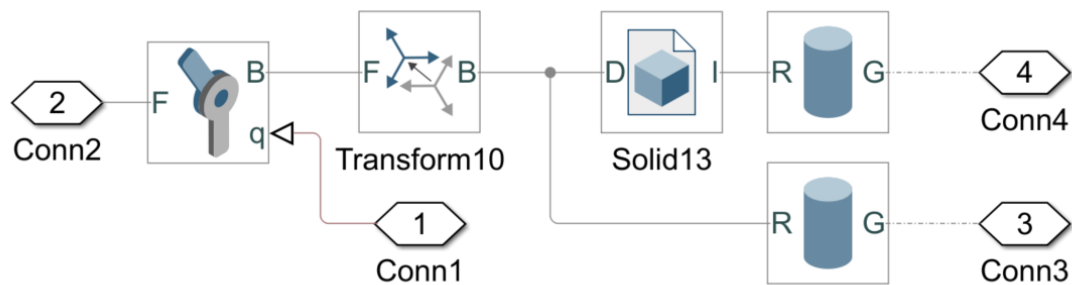 2
Conn2
F
B
q
F
B
Transform10
1
Conn1
D
I
Solid13
R
G
4
Conn4
R
G
3
Conn3